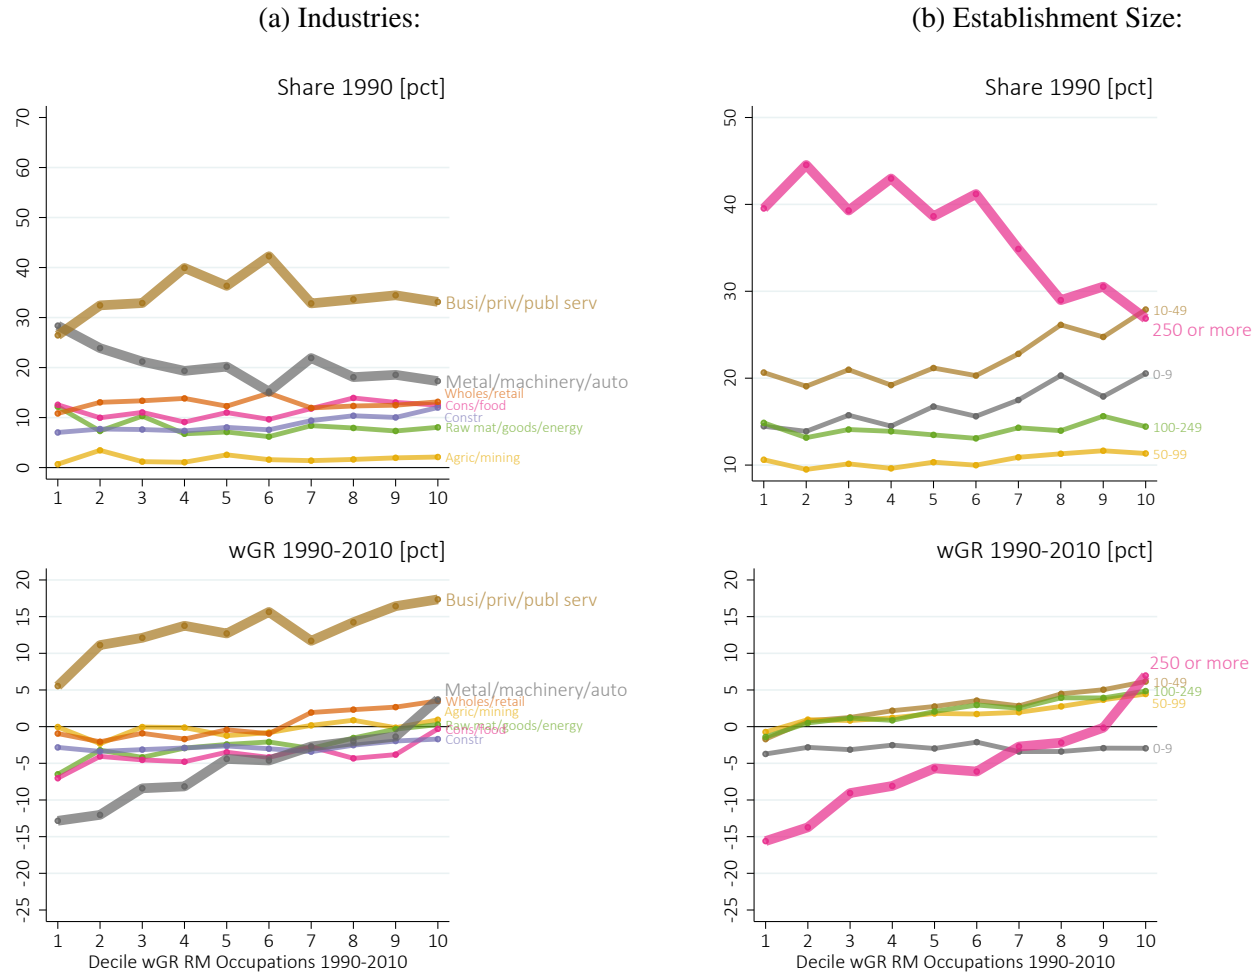 (a) Industries:
(b) Establishment Size:
Share 1990 [pct]
70
60
50
40
30
20
10
0
Busi/priv/publ serv
Metal/machinery/auto
Wholes/retail
Cons/food
Constr
Raw mat/goods/energy
Agric/mining
1 2 3 4 5 6 7 8 9 10
Share 1990 [pct]
50
40
30
20
10
10-49
250 or more
0-9
100-249
50-99
1 2 3 4 5 6 7 8 9 10
wGR 1990-2010 [pct]
20
15
10
5
0
-5
-10
-15
-20
-25
Busi/priv/publ serv
Metal/machinery/auto
Wholes/retail
Agric/mining
Raw mat/goods/energy
Cons/food
Constr
1 2 3 4 5 6 7 8 9 10
Decile wGR RM Occupations 1990-2010
wGR 1990-2010 [pct]
20
15
10
5
0
-5
-10
-15
-20
-25
250 or more
10-49
100-249
50-99
0-9
1 2 3 4 5 6 7 8 9 10
Decile wGR RM Occupations 1990-2010